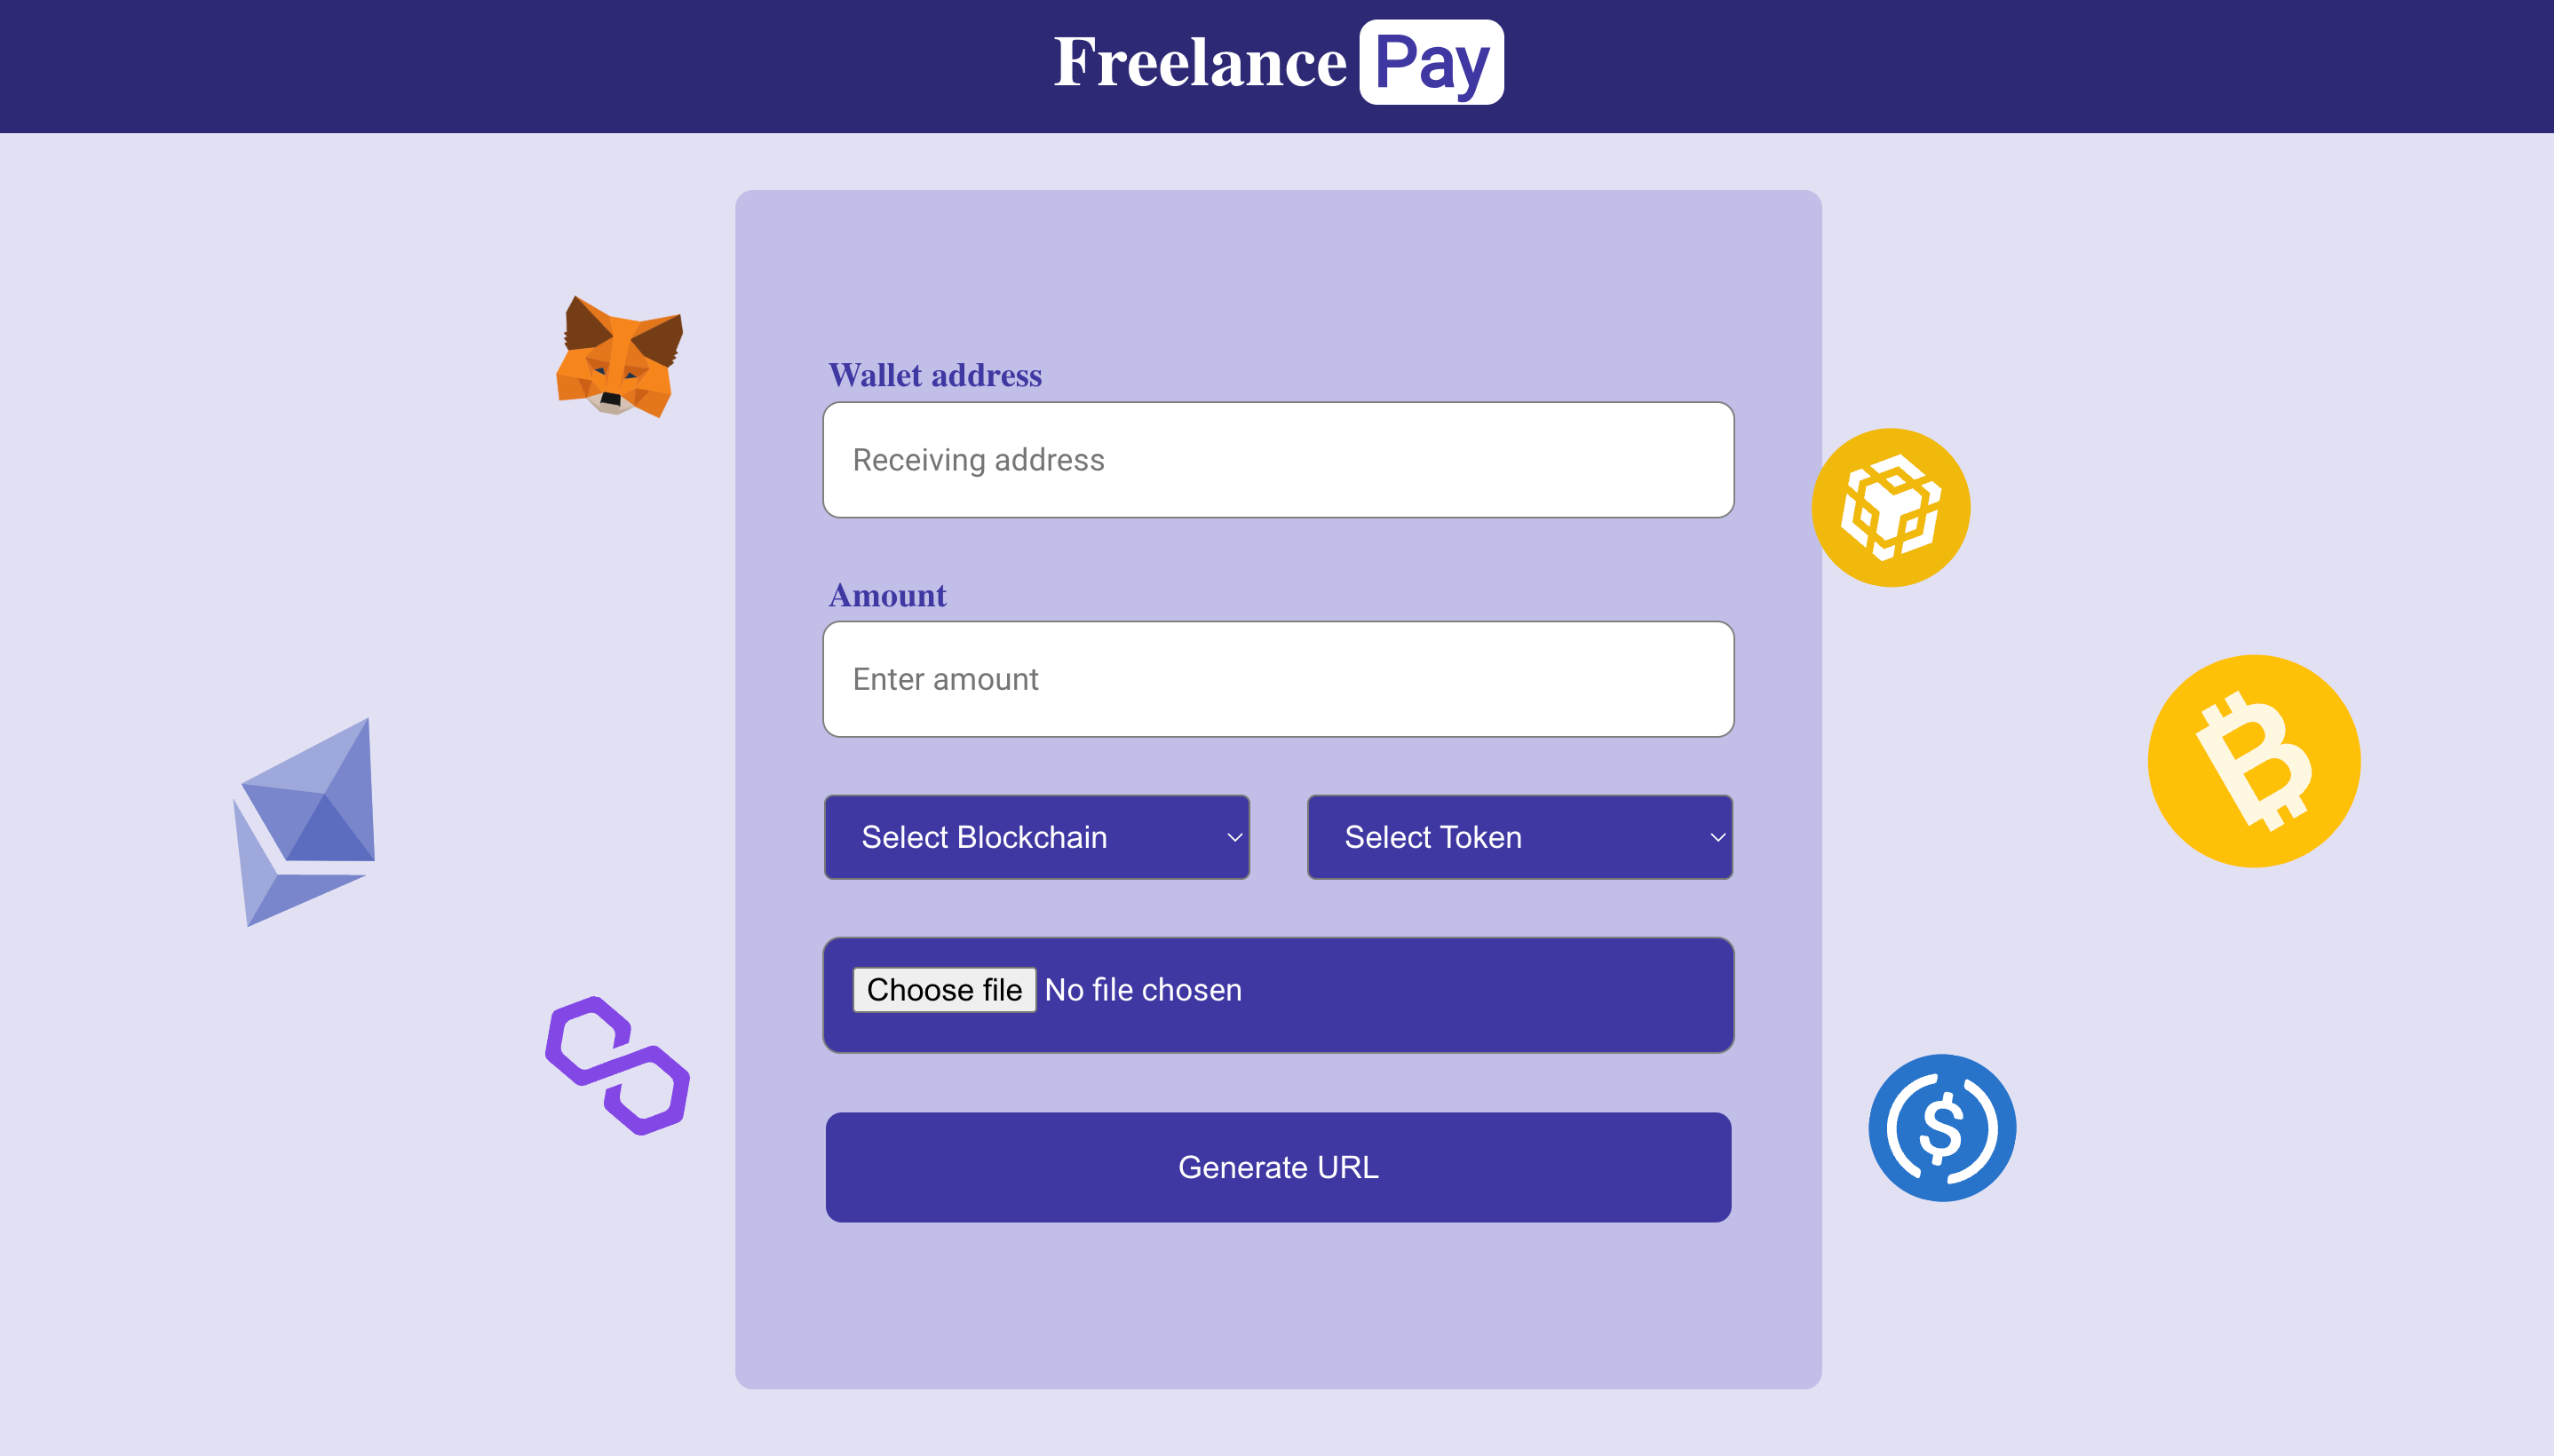 Freelance Pay
Wallet address
Receiving address
Amount
Enter amount
Select Blockchain
Select Token
Choose file No file chosen
Generate URL